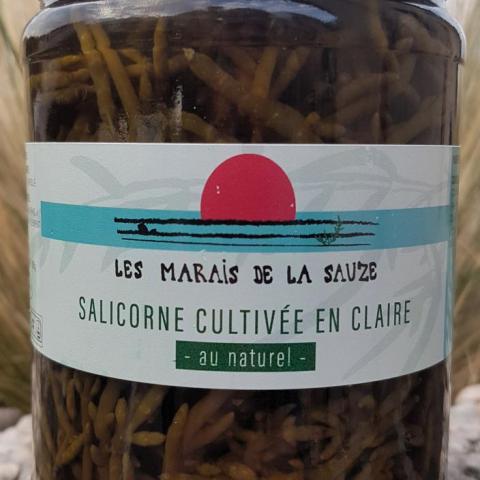 LES MARAIS DE LA SAUZE
SALICORNE CULTIVÉE EN CLAIRE
- au naturel -